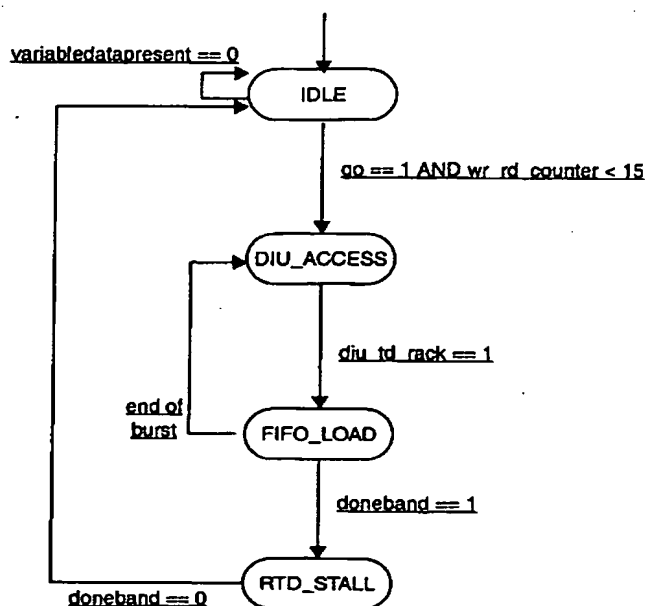 variabledatapresent == 0
IDLE
go == 1 AND wr_rd_counter < 15
DIU_ACCESS
diu_td_rack == 1
end of
burst
FIFO_LOAD
doneband == 1
RTD_STALL
doneband == 0